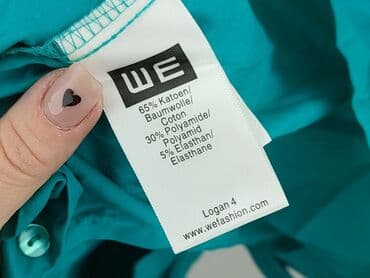 WE
65% Katoen/
Baumwolle/
Coton
30% Polyamide/
Polyamid
5% Elasthan/
Elasthane
Logan 4
www.wefashion.com